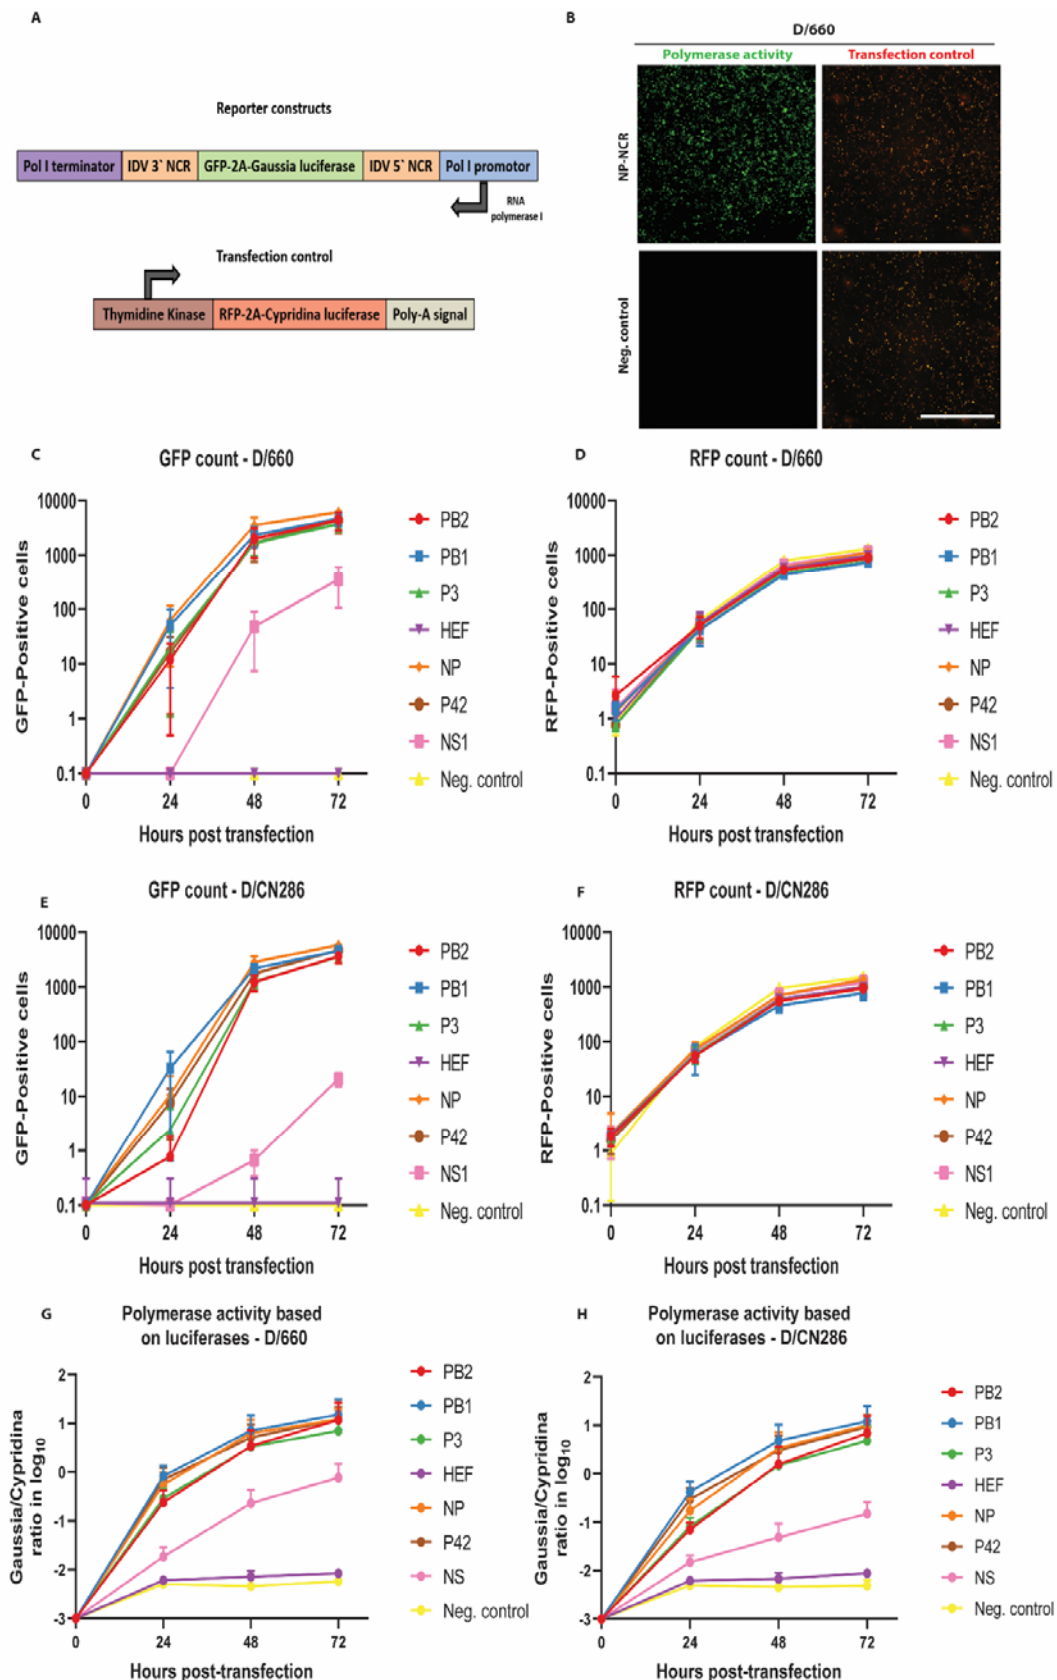 A
Reporter constructs
Pol I terminator
IDV 3` NCR
GFP-2A-Gaussia luciferase
IDV 5` NCR
Pol I promotor
RNA
polymerase I
Transfection control
Thymidine Kinase
RFP-2A-Cypridina luciferase
Poly-A signal
B
D/660
Polymerase activity
Transfection control
NP-NCR
Neg. control
C
GFP count - D/660
GFP-Positive cells
10000
1000
100
10
1
0.1
0
24
48
72
Hours post transfection
PB2
PB1
P3
HEF
NP
P42
NS1
Neg. control
D
RFP count - D/660
RFP-Positive cells
10000
1000
100
10
1
0.1
0
24
48
72
Hours post transfection
PB2
PB1
P3
HEF
NP
P42
NS1
Neg. control
E
GFP count - D/CN286
GFP-Positive cells
10000
1000
100
10
1
0.1
0
24
48
72
Hours post transfection
PB2
PB1
P3
HEF
NP
P42
NS1
Neg. control
F
RFP count - D/CN286
RFP-Positive cells
10000
1000
100
10
1
0.1
0
24
48
72
Hours post transfection
PB2
PB1
P3
HEF
NP
P42
NS1
Neg. control
G
Polymerase activity based
on luciferases - D/660
Gaussia/Cypridina
ratio in log10
2
1
0
-1
-2
-3
0
24
48
72
Hours post-transfection
PB2
PB1
P3
HEF
NP
P42
NS
Neg. control
H
Polymerase activity based
on luciferases - D/CN286
Gaussia/Cypridina
ratio in log10
2
1
0
-1
-2
-3
0
24
48
72
Hours post-transfection
PB2
PB1
P3
HEF
NP
P42
NS
Neg. control